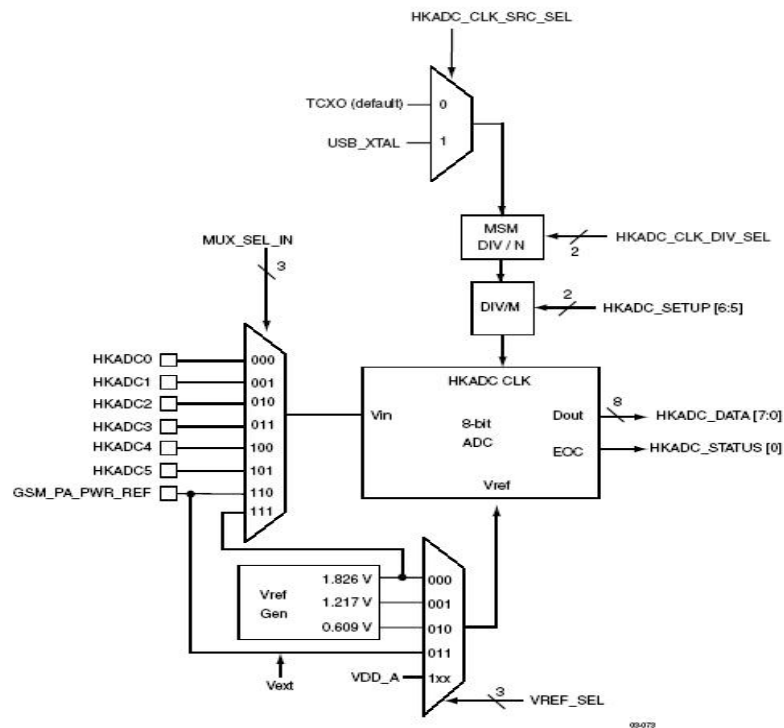 HKADC_CLK_SRC_SEL
TCXO (default)
0
USB_XTAL
1
MSM
DIV / N
2
HKADC_CLK_DIV_SEL
MUX_SEL_IN
3
DIV/M
2
HKADC_SETUP [6:5]
HKADC0
000
HKADC1
001
HKADC2
010
HKADC3
011
HKADC4
100
HKADC5
101
GSM_PA_PWR_REF
110
111
HKADC CLK
Vin
8-bit
ADC
Dout
8
HKADC_DATA [7:0]
EOC
HKADC_STATUS [0]
Vref
Vref
Gen
1.826 V
000
1.217 V
001
0.609 V
010
011
Vext
VDD_A
1xx
3
VREF_SEL
03-073